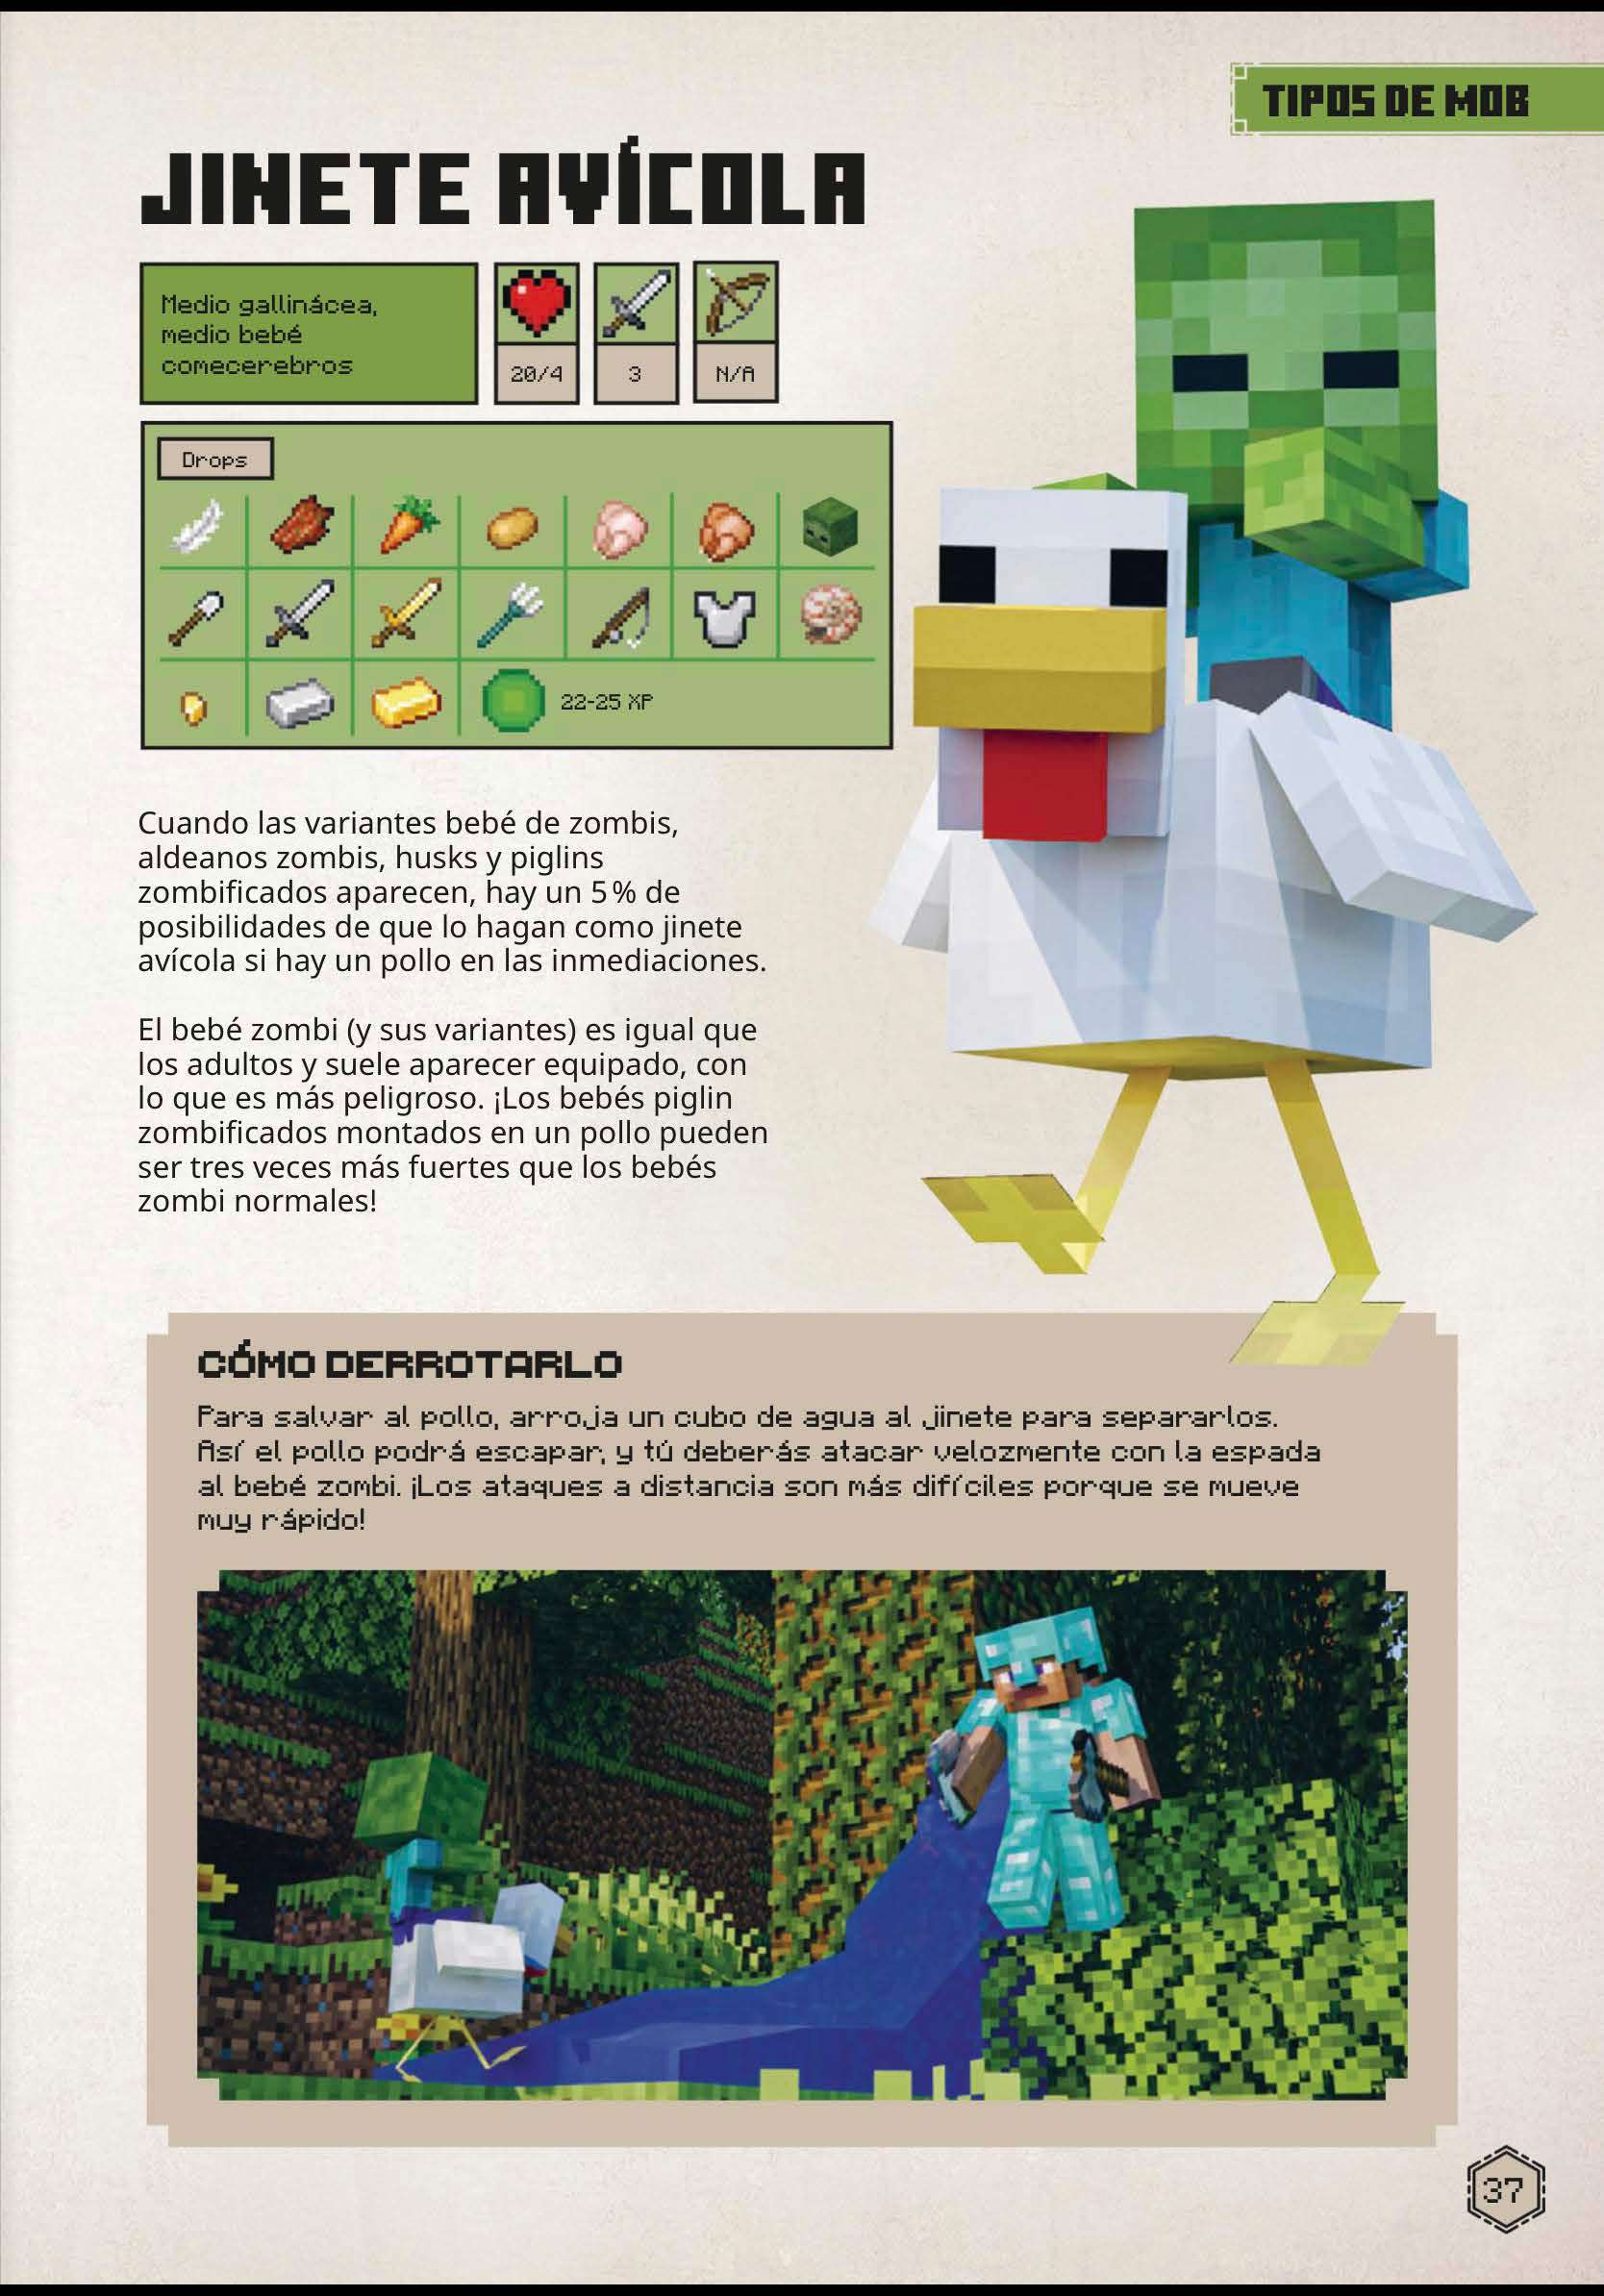 TIPOS DE MOB
JINETE AVÍCOLA
Medio gallinácea,
medio bebé
comecerebros
20/4
3
N/A
Drops
22-25 XP
Cuando las variantes bebé de zombis,
aldeanos zombis, husks y piglins
zombificados aparecen, hay un 5 % de
posibilidades de que lo hagan como jinete
avícola si hay un pollo en las inmediaciones.
El bebé zombi (y sus variantes) es igual que
los adultos y suele aparecer equipado, con
lo que es más peligroso. ¡Los bebés piglin
zombificados montados en un pollo pueden
ser tres veces más fuertes que los bebés
zombi normales!
CÓMO DERROTARLO
Para salvar al pollo, arroja un cubo de agua al jinete para separarlos.
Así el pollo podrá escapar, y tú deberás atacar velozmente con la espada
al bebé zombi. ¡Los ataques a distancia son más difíciles porque se mueve
muy rápido!
37